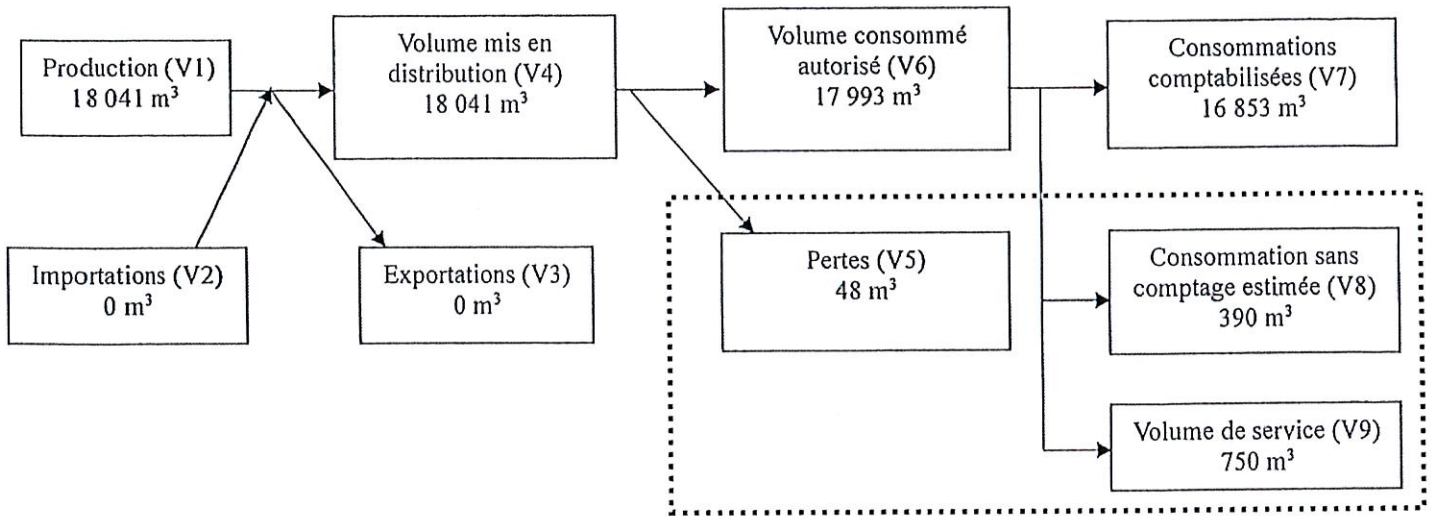 Production (V1)
18 041 m³
Volume mis en
distribution (V4)
18 041 m³
Volume consommé
autorisé (V6)
17 993 m³
Consommations
comptabilisées (V7)
16 853 m³
Importations (V2)
0 m³
Exportations (V3)
0 m³
Pertes (V5)
48 m³
Consommation sans
comptage estimée (V8)
390 m³
Volume de service (V9)
750 m³